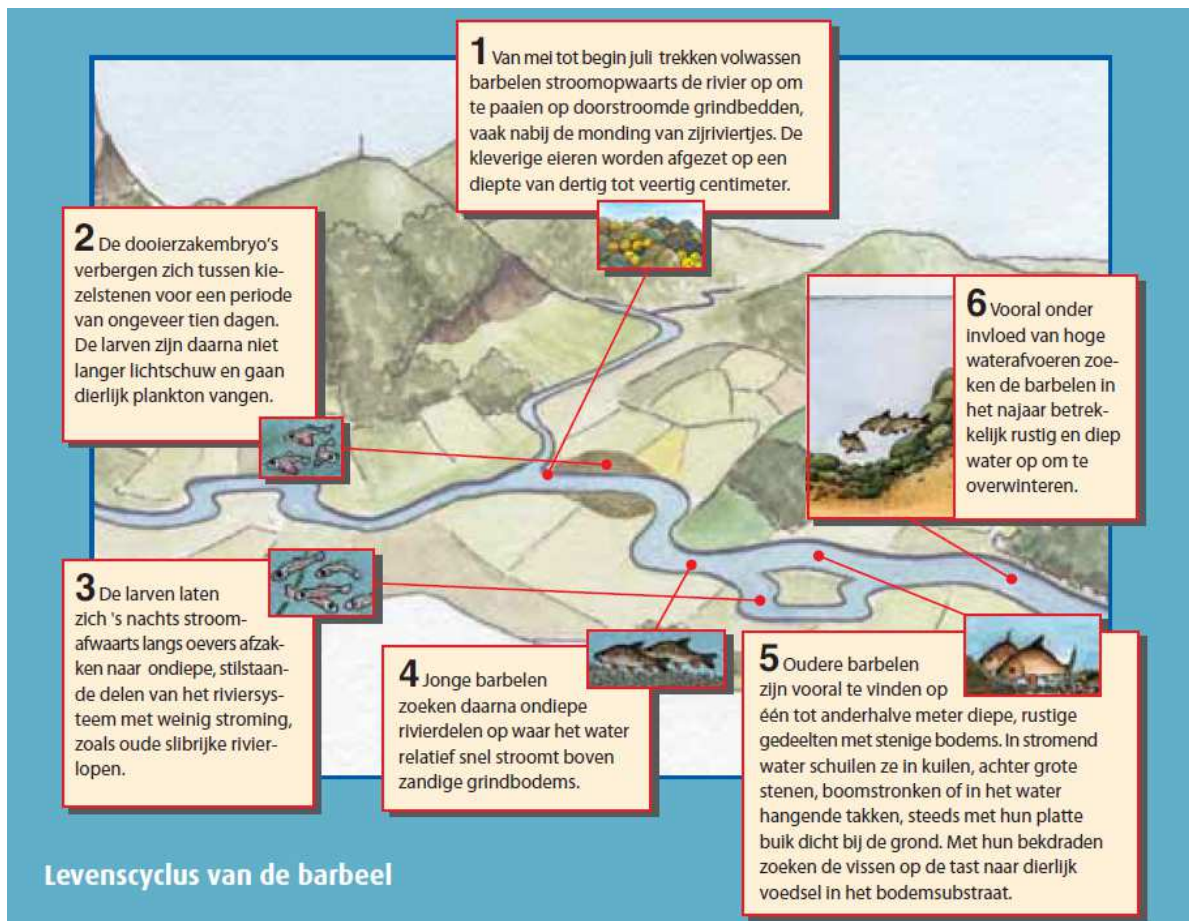 1 Van mei tot begin juli trekken volwassen
barbelen stroomopwaarts de rivier op om
te paaien op doorstroomde grindbedden,
vaak nabij de monding van zijriviertjes. De
kleverige eieren worden afgezet op een
diepte van dertig tot veertig centimeter.
2 De dooierzakembryo's
verbergen zich tussen kie-
zelstenen voor een periode
van ongeveer tien dagen.
De larven zijn daarna niet
langer lichtschuw en gaan
dierlijk plankton vangen.
3 De larven laten
zich 's nachts stroom-
afwaarts langs oevers afzak-
ken naar ondiepe, stilstaan-
de delen van het riviersys-
teem met weinig stroming,
zoals oude slibrijke rivier-
lopen.
4 Jonge barbelen
zoeken daarna ondiepe
rivierdelen op waar het water
relatief snel stroomt boven
zandige grindbodems.
5 Oudere barbelen
zijn vooral te vinden op
één tot anderhalve meter diepe, rustige
gedeelten met stenige bodems. In stromend
water schuilen ze in kuilen, achter grote
stenen, boomstronken of in het water
hangende takken, steeds met hun platte
buik dicht bij de grond. Met hun bekdraden
zoeken de vissen op de tast naar dierlijk
voedsel in het bodemsubstraat.
6 Vooral onder
invloed van hoge
waterafvoeren zoe-
ken de barbelen in
het najaar betrek-
kelijk rustig en diep
water op om te
overwinteren.
Levenscyclus van de barbeel